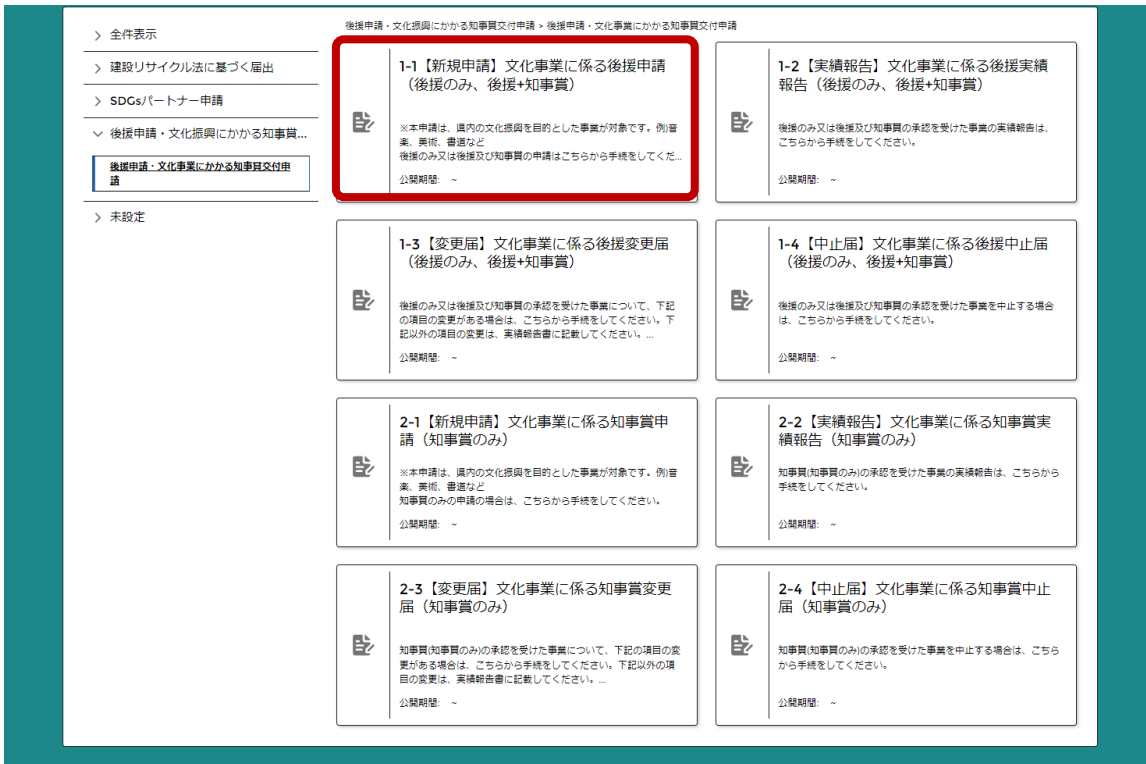 全件表示
建設リサイクル法に基づく届出
SDGsパートナー申請
後援申請・文化振興にかかる知事賞...
後援申請・文化事業にかかる知事賞交付申
請
未設定
後援申請・文化振興にかかる知事賞交付申請 > 後援申請・文化事業にかかる知事賞交付申請
1-1【新規申請】文化事業に係る後援申請
（後援のみ、後援+知事賞）
※本申請は、県内の文化振興を目的とした事業が対象です。例)音
楽、美術、書道など
後援のみ又は後援及び知事賞の申請はこちらから手続をしてくだ...
公開期間: ~
1-2【実績報告】文化事業に係る後援実績
報告（後援のみ、後援+知事賞）
後援のみ又は後援及び知事賞の承認を受けた事業の実績報告は、
こちらから手続をしてください。
公開期間: ~
1-3【変更届】文化事業に係る後援変更届
（後援のみ、後援+知事賞）
後援のみ又は後援及び知事賞の承認を受けた事業について、下記
の項目の変更がある場合は、こちらから手続をしてください。下
記以外の項目の変更は、実績報告書に記載してください。...
公開期間: ~
1-4【中止届】文化事業に係る後援中止届
（後援のみ、後援+知事賞）
後援のみ又は後援及び知事賞の承認を受けた事業を中止する場合
は、こちらから手続をしてください。
公開期間: ~
2-1【新規申請】文化事業に係る知事賞申
請（知事賞のみ）
※本申請は、県内の文化振興を目的とした事業が対象です。例)音
楽、美術、書道など
知事賞のみの申請の場合は、こちらから手続をしてください。
公開期間: ~
2-2【実績報告】文化事業に係る知事賞実
績報告（知事賞のみ）
知事賞(知事賞のみ)の承認を受けた事業の実績報告は、こちらから
手続をしてください。
公開期間: ~
2-3【変更届】文化事業に係る知事賞変更
届（知事賞のみ）
知事賞(知事賞のみ)の承認を受けた事業について、下記の項目の変
更がある場合は、こちらから手続をしてください。下記以外の項
目の変更は、実績報告書に記載してください。...
公開期間: ~
2-4【中止届】文化事業に係る知事賞中止
届（知事賞のみ）
知事賞(知事賞のみ)の承認を受けた事業を中止する場合は、こちら
から手続をしてください。
公開期間: ~